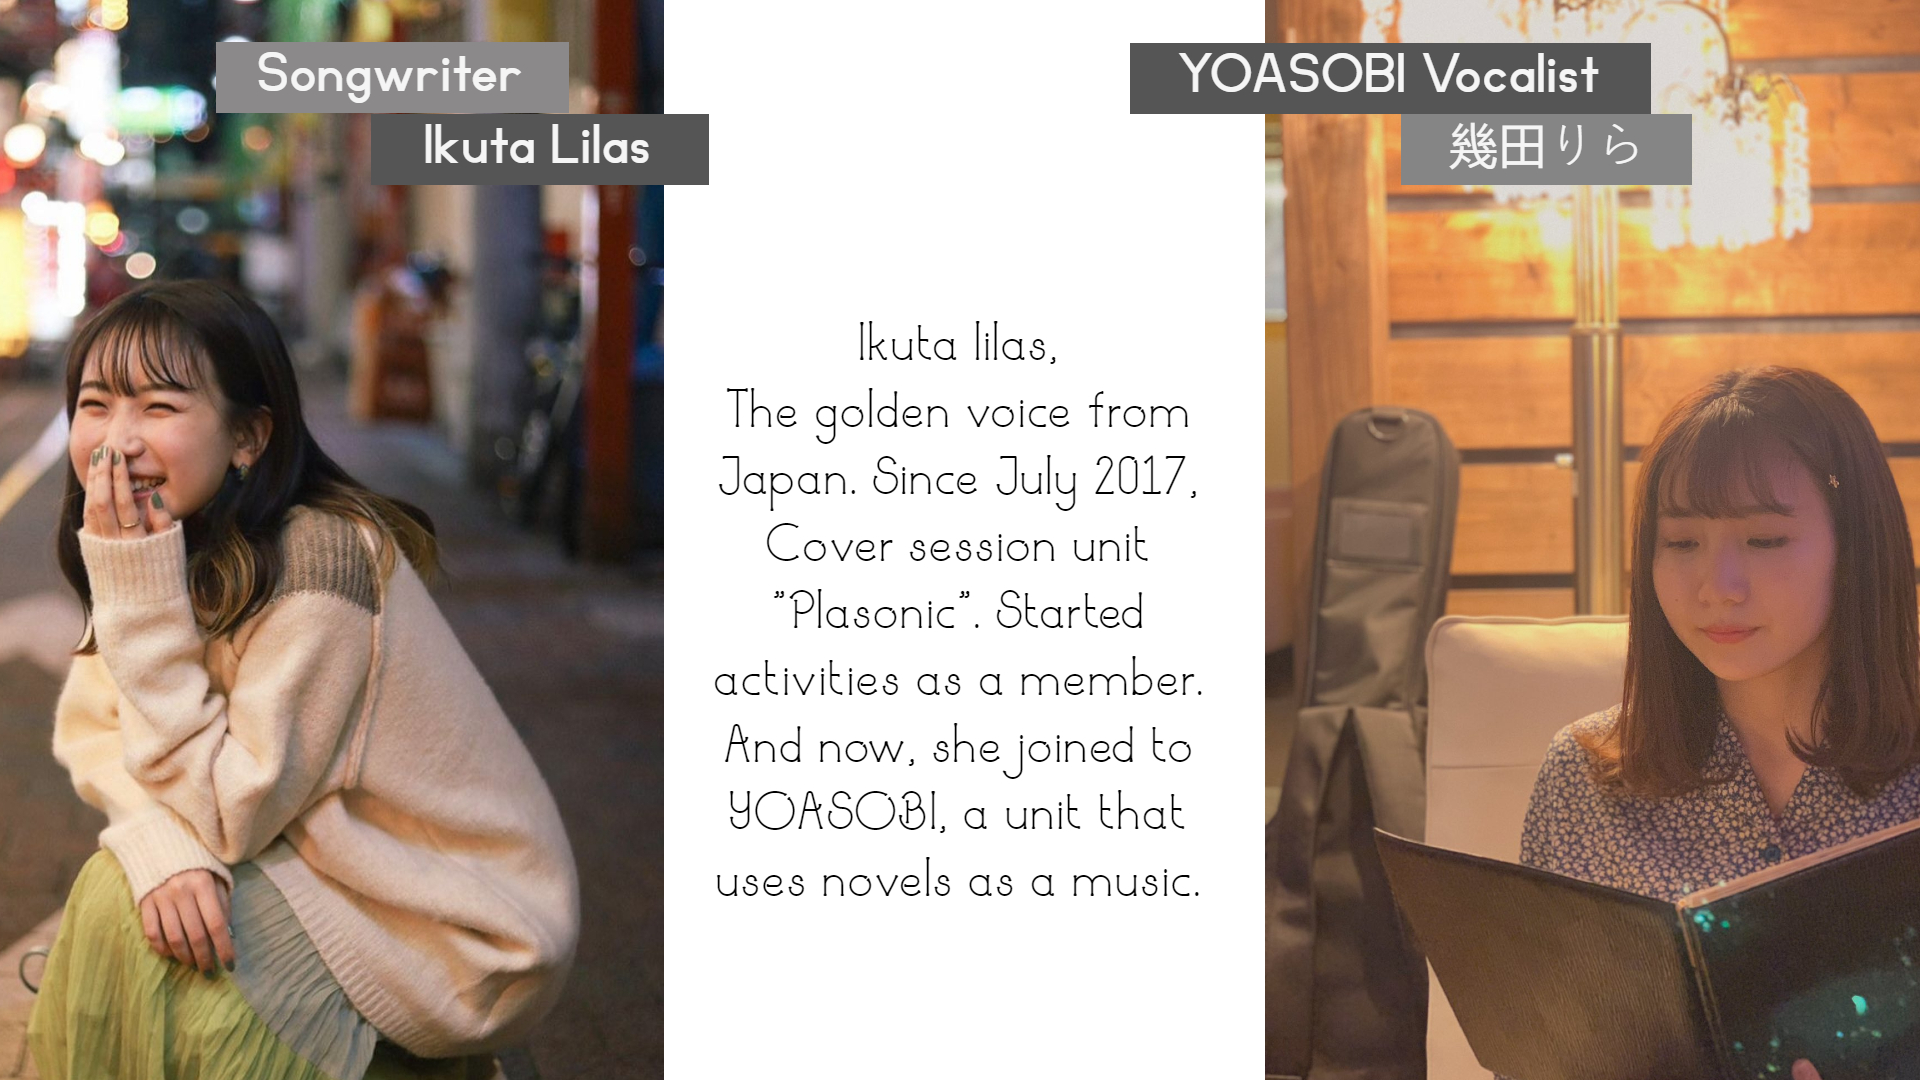 Songwriter
Ikuta Lilas
YOASOBI Vocalist
幾田りら
Ikuta lilas,
The golden voice from
Japan. Since July 2017,
Cover session unit
"Plasonic". Started
activities as a member.
And now, she joined to
YOASOBI, a unit that
uses novels as a music.